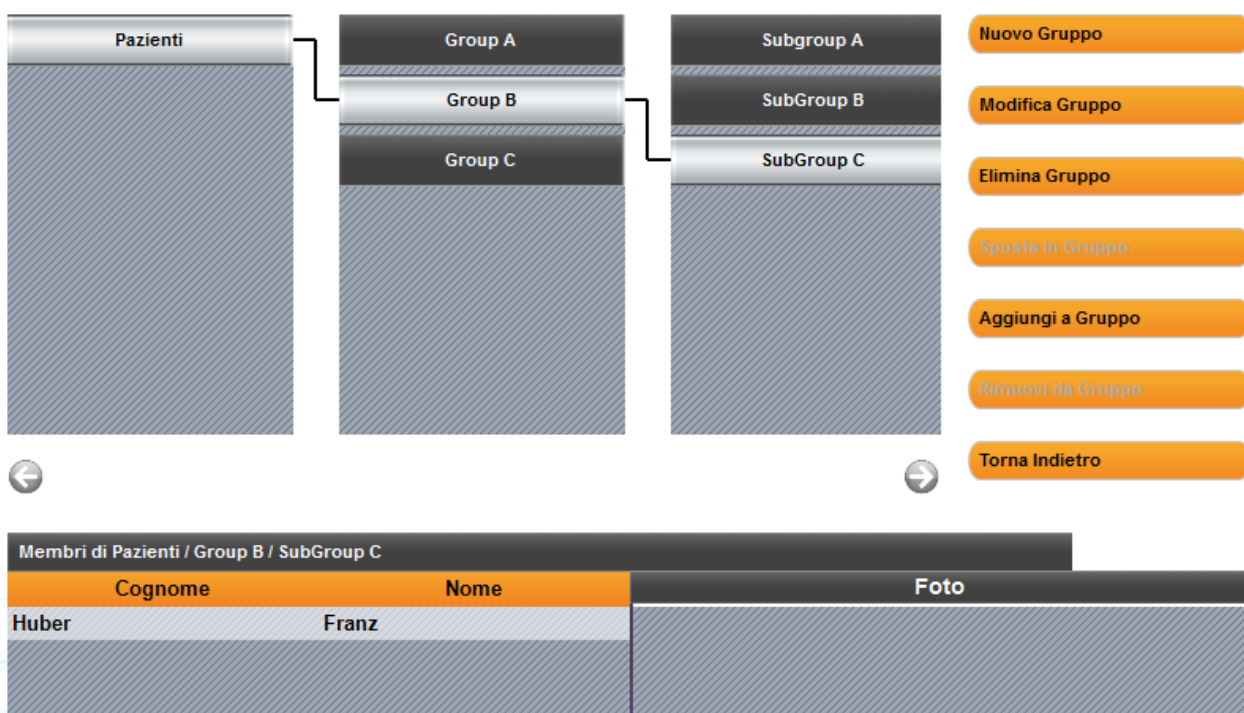 Pazienti
Group A
Group B
Group C
Subgroup A
SubGroup B
SubGroup C
Nuovo Gruppo
Modifica Gruppo
Elimina Gruppo
Sposta in Gruppo
Aggiungi a Gruppo
Rimuovi da Gruppo
Torna Indietro
Membri di Pazienti / Group B / SubGroup C
Cognome Nome Foto
Huber Franz